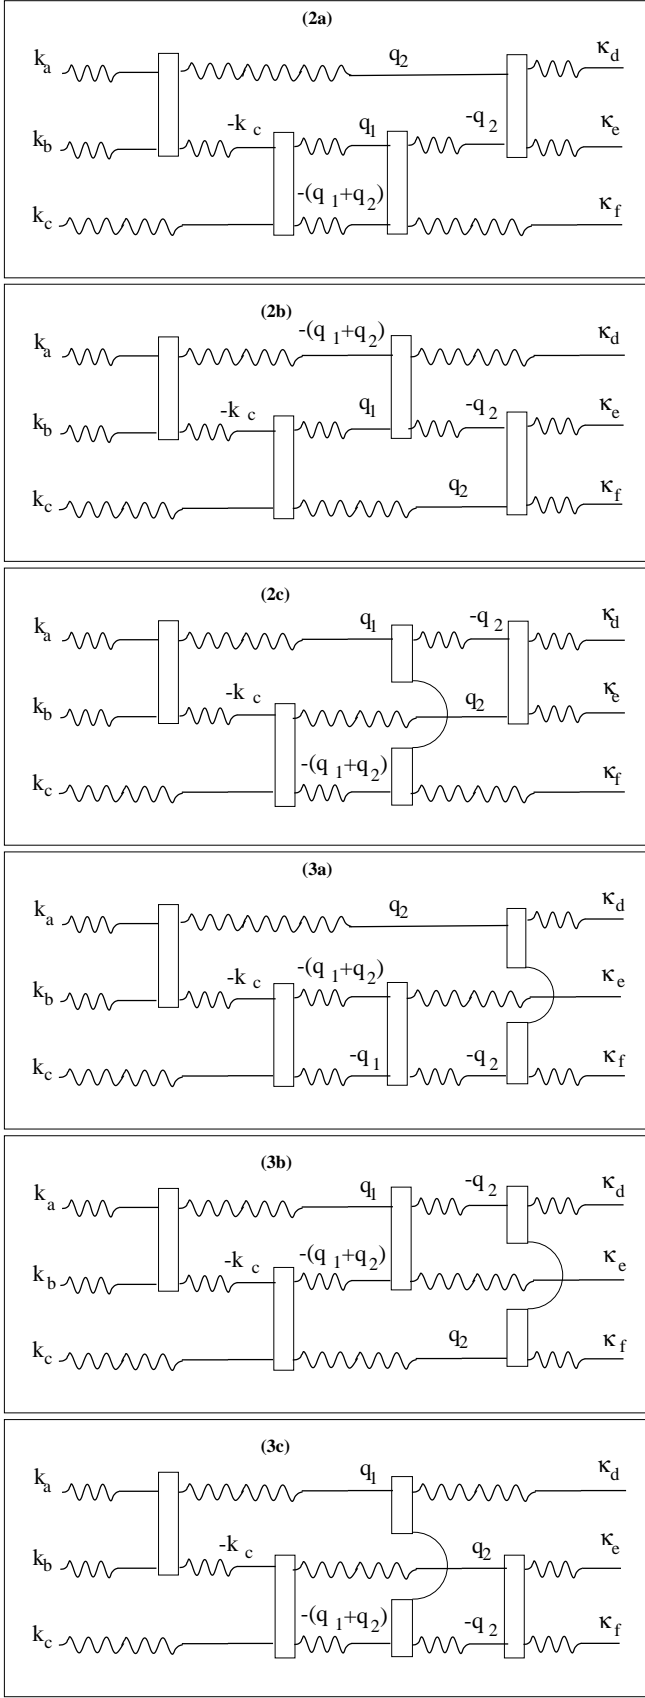 (2a)
k_a q_2 κ_d
k_b -k_c q_1 -q_2 κ_e
-(q_1+q_2)
k_c κ_f
(2b)
k_a -(q_1+q_2) κ_d
k_b -k_c q_1 -q_2 κ_e
k_c q_2 κ_f
(2c)
k_a q_1 -q_2 κ_d
k_b -k_c q_2 κ_e
k_c -(q_1+q_2) κ_f
(3a)
k_a q_2 κ_d
k_b -k_c -(q_1+q_2) κ_e
k_c -q_1 -q_2 κ_f
(3b)
k_a q_1 -q_2 κ_d
k_b -k_c -(q_1+q_2) κ_e
k_c q_2 κ_f
(3c)
k_a q_1 κ_d
k_b -k_c q_2 κ_e
k_c -(q_1+q_2) -q_2 κ_f